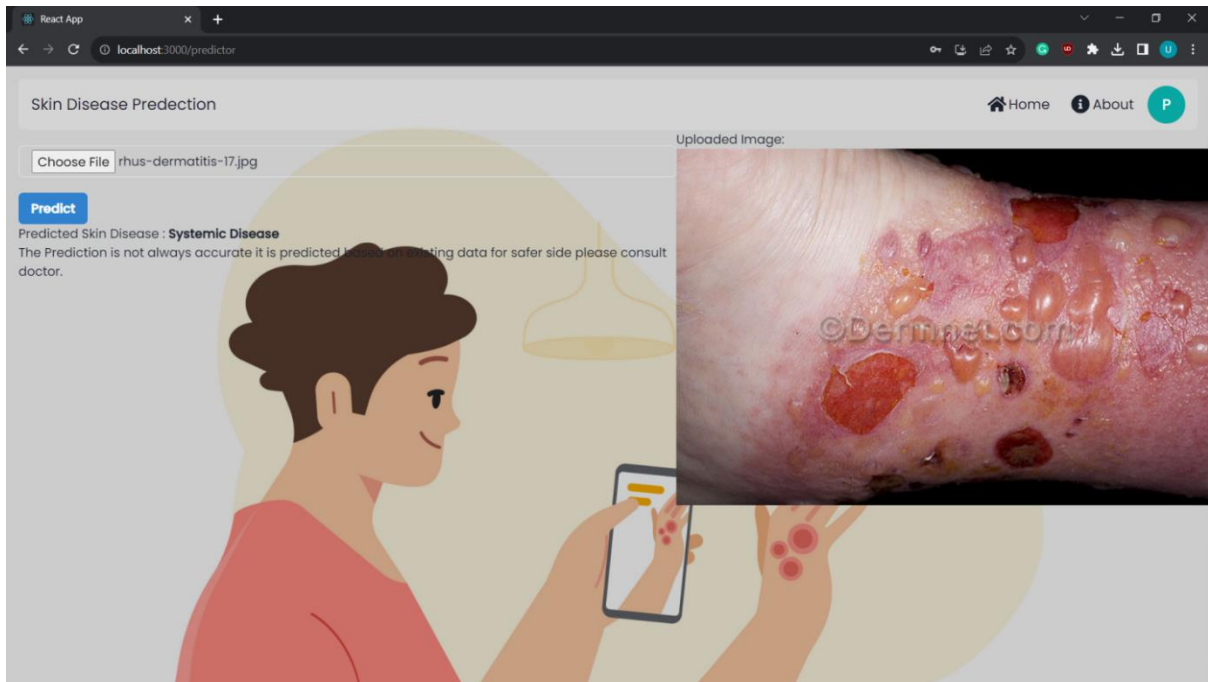 React App
localhost:3000/predictor
U
Skin Disease Predection
Home
About
P
Choose File rhus-dermatitis-17.jpg
Uploaded Image:
Predict
Predicted Skin Disease : Systemic Disease
The Prediction is not always accurate it is predicted based on existing data for safer side please consult
doctor.
©Dermnet.com